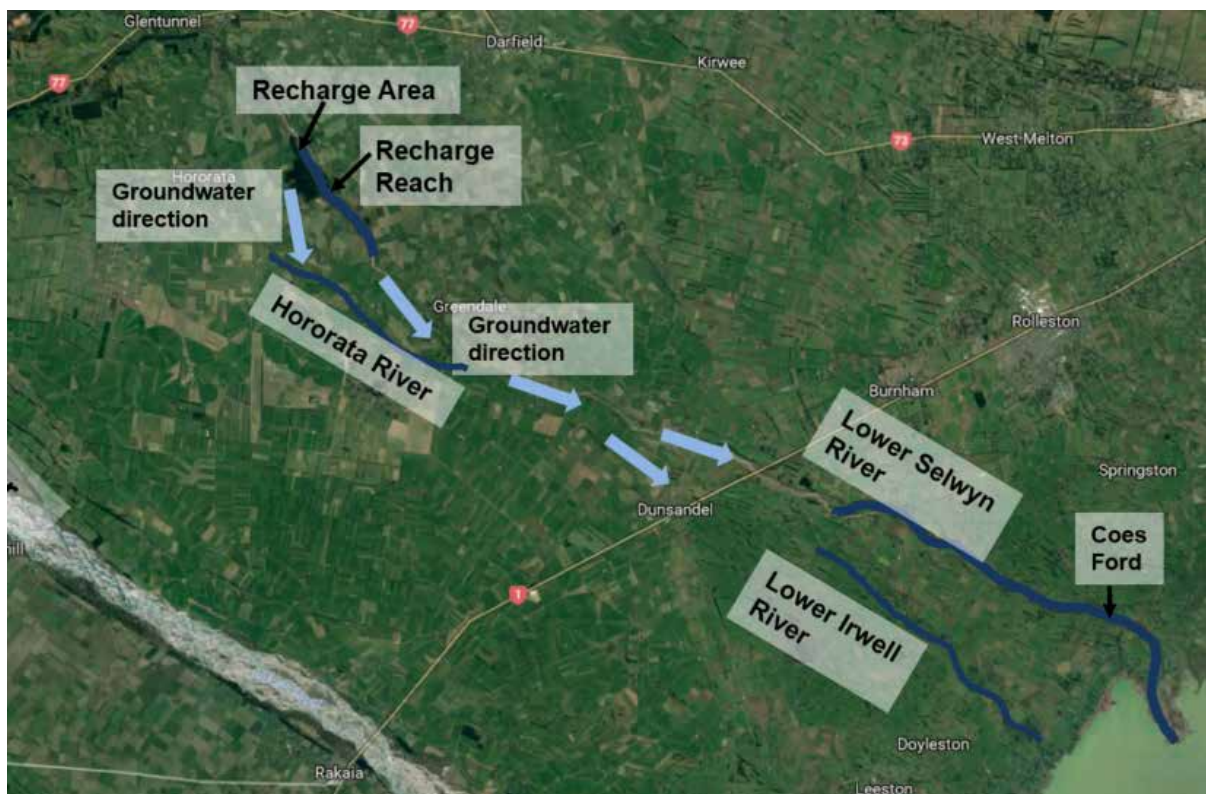 Glentunnel
77
Darfield
Kirwee
77
Recharge Area
73
West Melton
Recharge
Reach
Hororata
Groundwater
direction
Greendale
Groundwater
direction
Rolleston
Hororata River
Burnham
Lower Selwyn
River
Springston
Dunsandel
Coes
Ford
1
Lower Irwell
River
Doyleston
Rakaia
Leeston